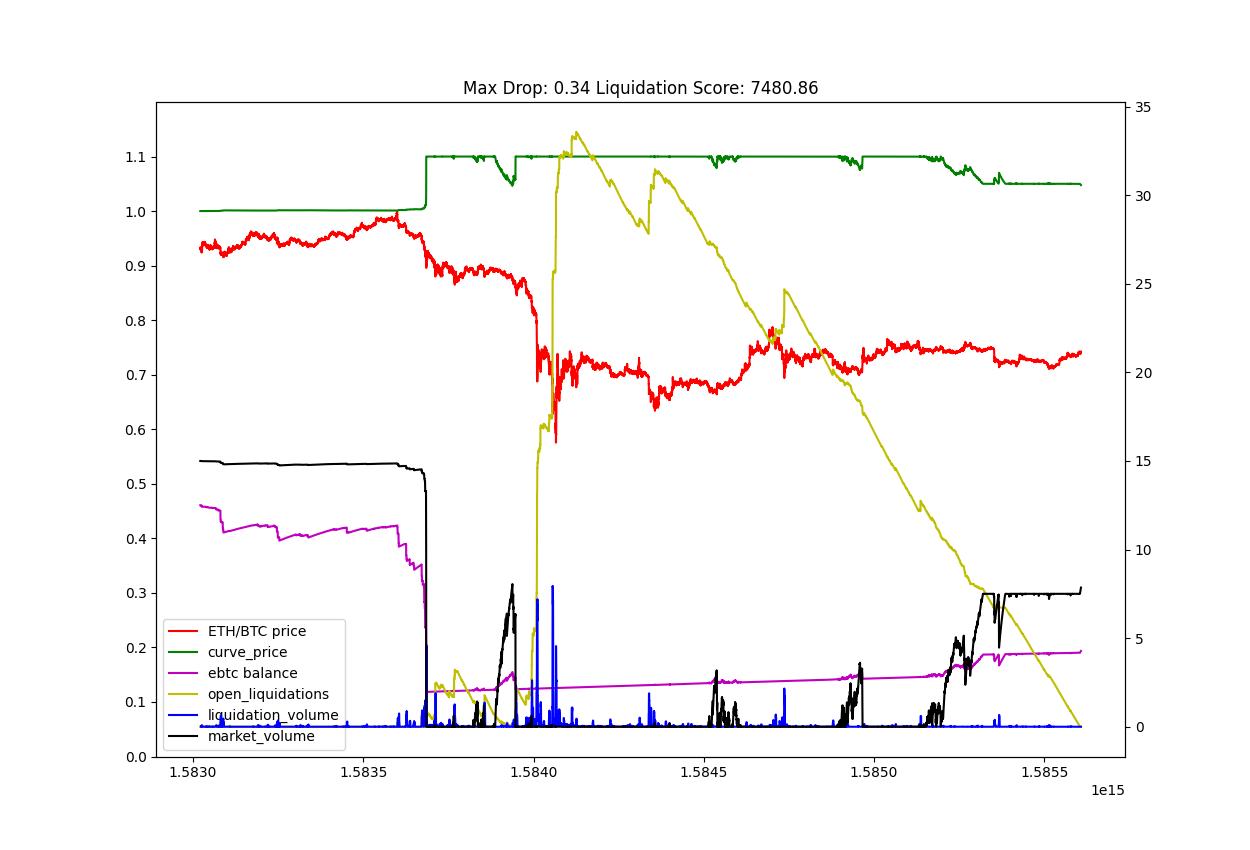 Max Drop: 0.34 Liquidation Score: 7480.86
35
1.1
30
1.0
0.9
25
0.8
20
0.7
0.6
15
0.5
0.4
10
0.3
5
0.2
0.1
0
0.0
ETH/BTC price
curve_price
ebtc balance
open_liquidations
liquidation_volume
market_volume
1.5830 1.5835 1.5840 1.5845 1.5850 1.5855
1e15